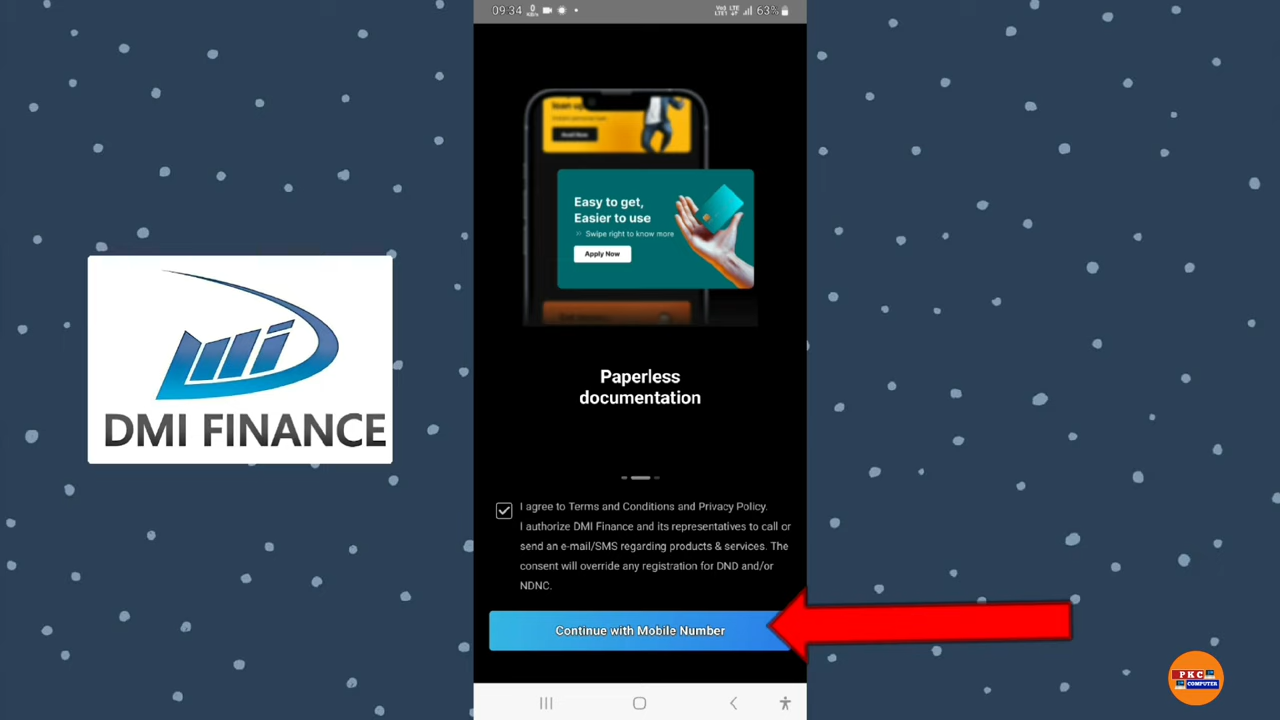 09:34
63%
Read Now
Easy to get,
Easier to use
Swipe right to know more
Apply Now
DMI FINANCE
Paperless
documentation
I agree to Terms and Conditions and Privacy Policy.
I authorize DMI Finance and its representatives to call or
send an e-mail/SMS regarding products & services. The
consent will override any registration for DND and/or
NDNC.
Continue with Mobile Number
PKC
COMPUTER